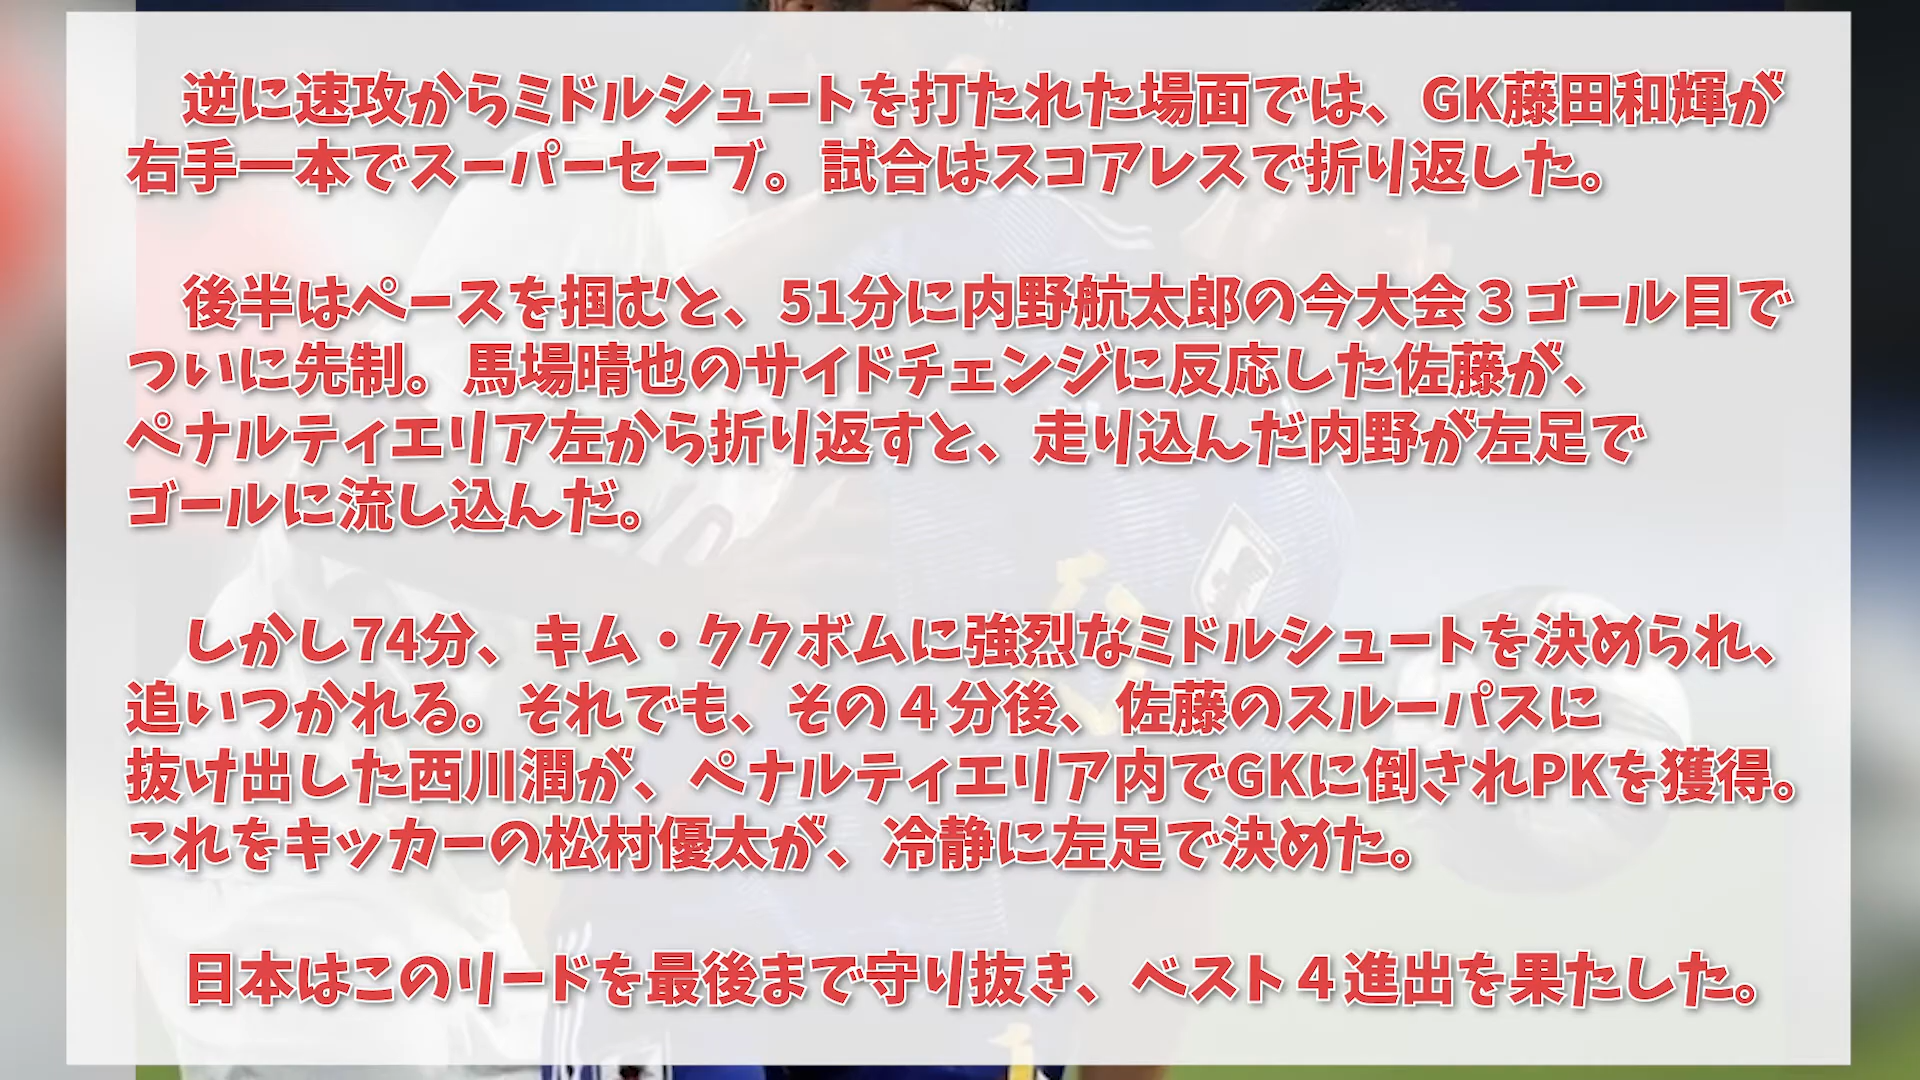 逆に速攻からミドルシュートを打たれた場面では、GK藤田和輝が
右手一本でスーパーセーブ。試合はスコアレスで折り返した。
後半はペースを掴むと、51分に内野航太郎の今大会３ゴール目で
ついに先制。馬場晴也のサイドチェンジに反応した佐藤が、
ペナルティエリア左から折り返すと、走り込んだ内野が左足で
ゴールに流し込んだ。
しかし74分、キム・ククボムに強烈なミドルシュートを決められ、
追いつかれる。それでも、その４分後、佐藤のスルーパスに
抜け出した西川潤が、ペナルティエリア内でGKに倒されPKを獲得。
これをキッカーの松村優太が、冷静に左足で決めた。
日本はこのリードを最後まで守り抜き、ベスト４進出を果たした。